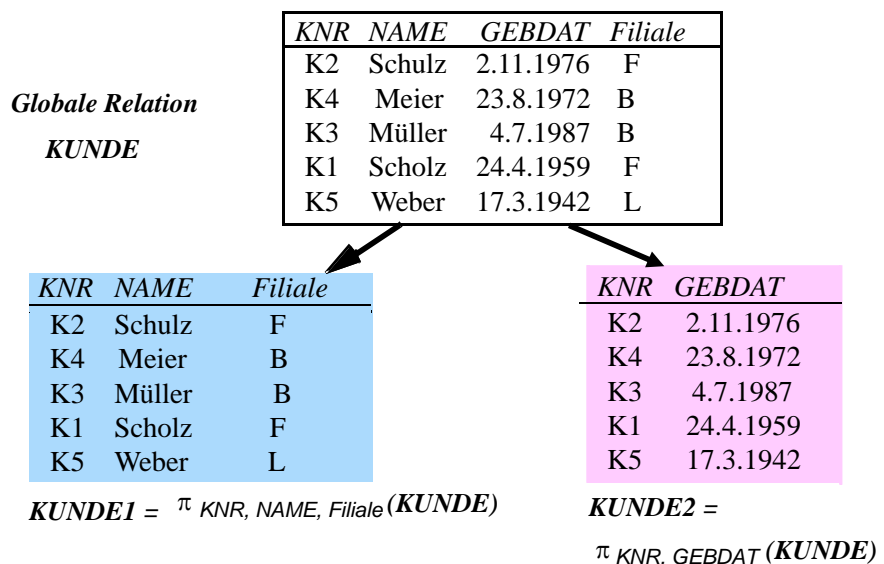 KNR NAME GEBDAT Filiale
K2 Schulz 2.11.1976 F
K4 Meier 23.8.1972 B
K3 Müller 4.7.1987 B
K1 Scholz 24.4.1959 F
K5 Weber 17.3.1942 L
Globale Relation
KUNDE
KNR NAME Filiale
K2 Schulz F
K4 Meier B
K3 Müller B
K1 Scholz F
K5 Weber L
KUNDE1 = π KNR, NAME, Filiale (KUNDE)
KNR GEBDAT
K2 2.11.1976
K4 23.8.1972
K3 4.7.1987
K1 24.4.1959
K5 17.3.1942
KUNDE2 =
π KNR, GEBDAT (KUNDE)